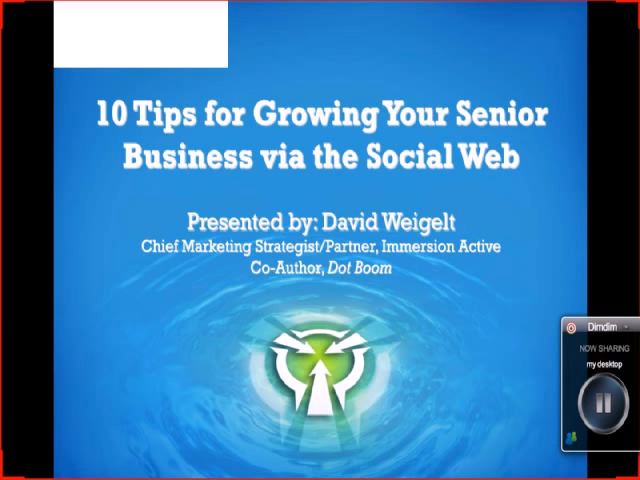 10 Tips for Growing Your Senior
Business via the Social Web
Presented by: David Weigelt
Chief Marketing Strategist/Partner, Immersion Active
Co-Author, Dot Boom
Dimdim
NOW SHARING
my desktop